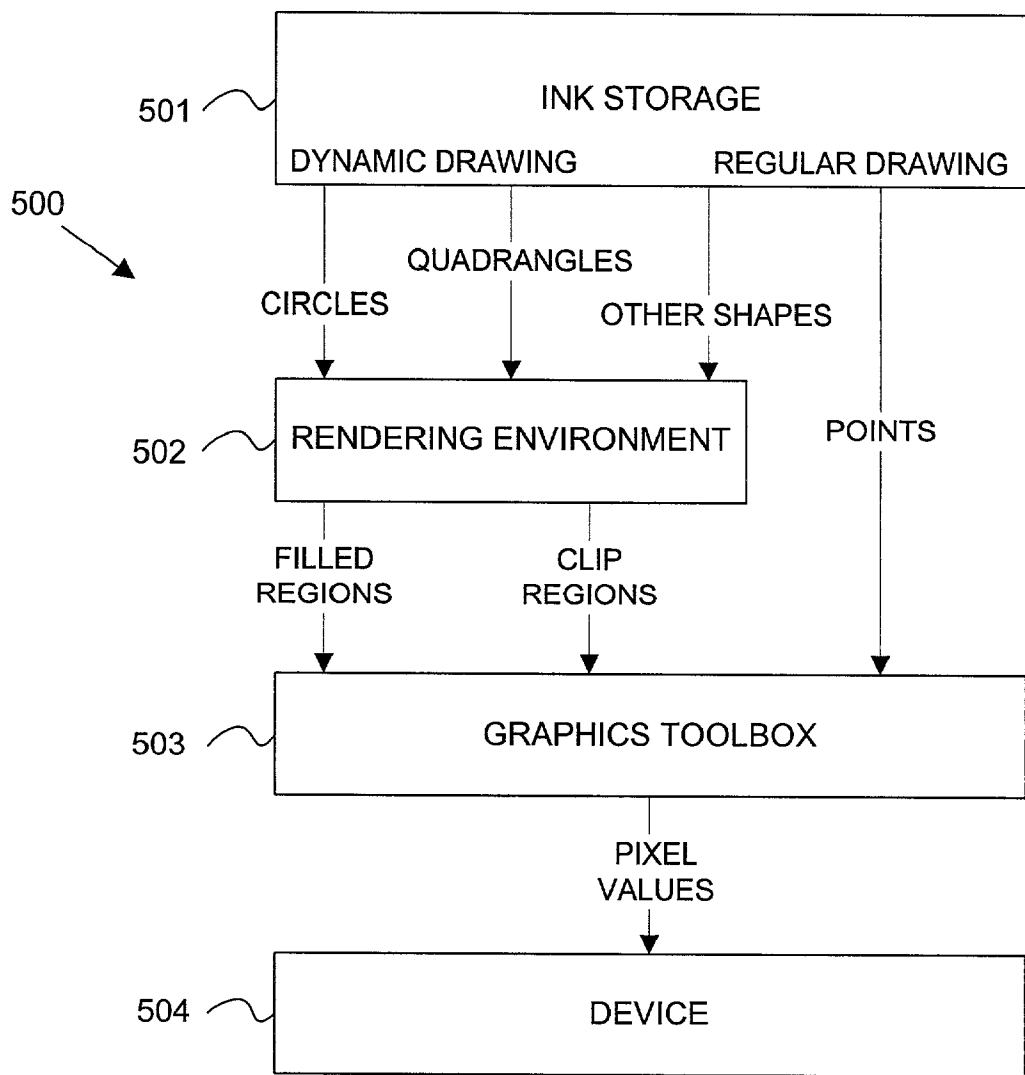 INK STORAGE
501
DYNAMIC DRAWING
REGULAR DRAWING
500
QUADRANGLES
CIRCLES
OTHER SHAPES
POINTS
RENDERING ENVIRONMENT
502
FILLED
REGIONS
CLIP
REGIONS
GRAPHICS TOOLBOX
503
PIXEL
VALUES
DEVICE
504